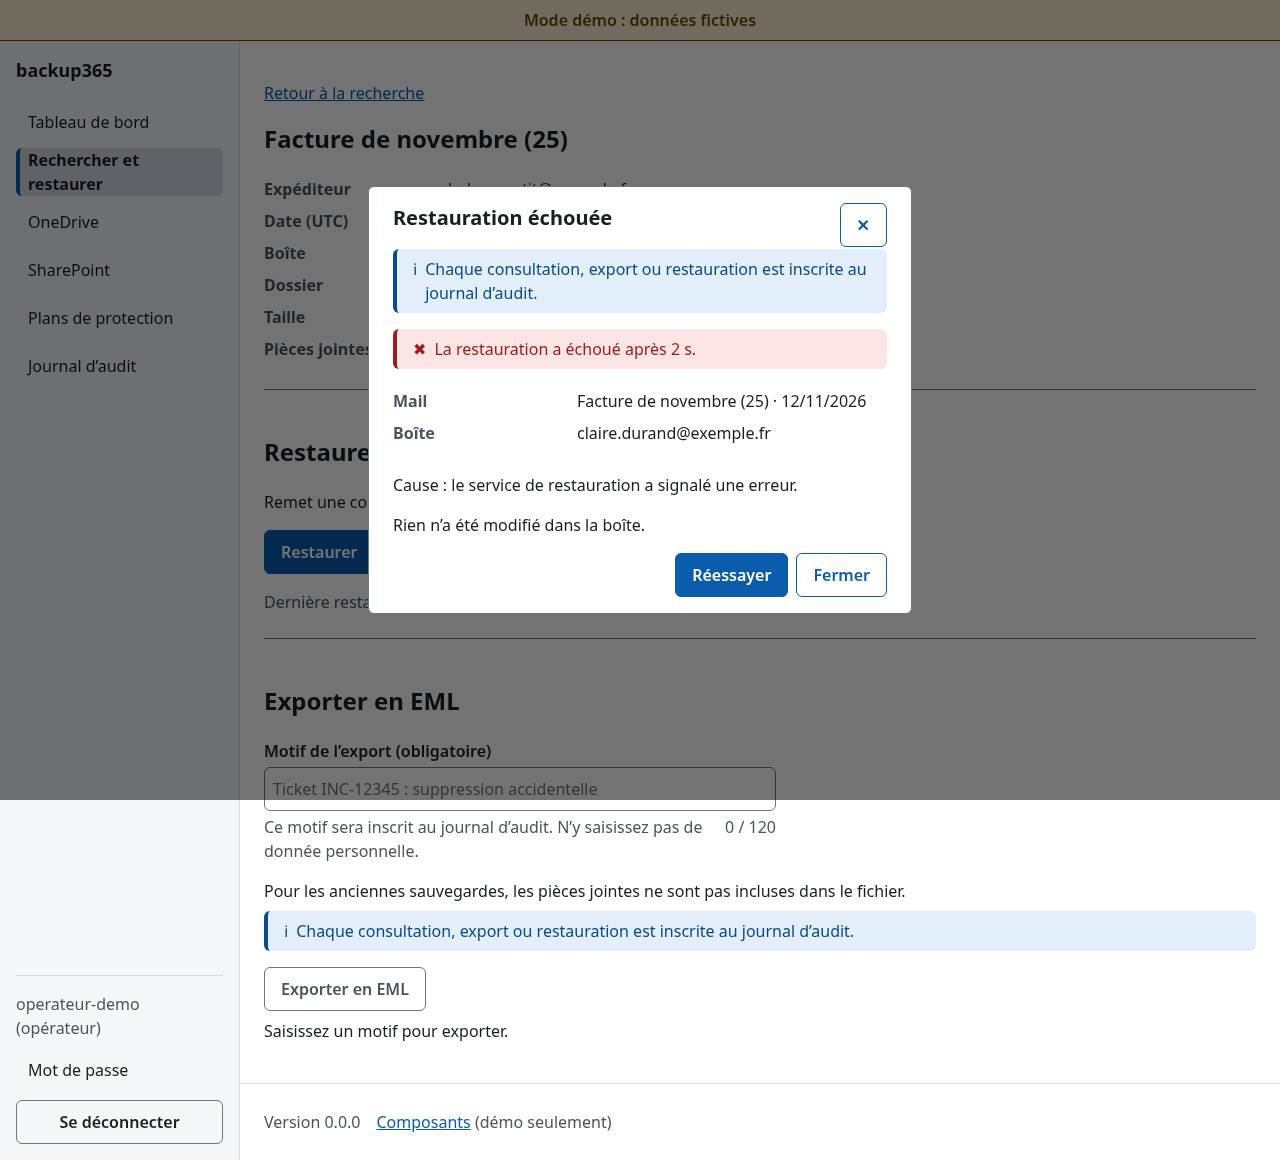 Mode démo : données fictives
backup365
Tableau de bord
Rechercher et
restaurer
OneDrive
SharePoint
Plans de protection
Journal d’audit
operateur-demo
(opérateur)
Mot de passe
Se déconnecter
Retour à la recherche
Facture de novembre (25)
Expéditeur
Date (UTC)
Boîte
Dossier
Taille
Pièces jointes
Restaure
Remet une co
Restaurer
Dernière resta
Restauration échouée
✕
i Chaque consultation, export ou restauration est inscrite au
journal d’audit.
✖ La restauration a échoué après 2 s.
Mail Facture de novembre (25) · 12/11/2026
Boîte claire.durand@exemple.fr
Cause : le service de restauration a signalé une erreur.
Rien n’a été modifié dans la boîte.
Réessayer Fermer
Exporter en EML
Motif de l’export (obligatoire)
Ticket INC-12345 : suppression accidentelle
Ce motif sera inscrit au journal d’audit. N’y saisissez pas de 0 / 120
donnée personnelle.
Pour les anciennes sauvegardes, les pièces jointes ne sont pas incluses dans le fichier.
i Chaque consultation, export ou restauration est inscrite au journal d’audit.
Exporter en EML
Saisissez un motif pour exporter.
Version 0.0.0 Composants (démo seulement)